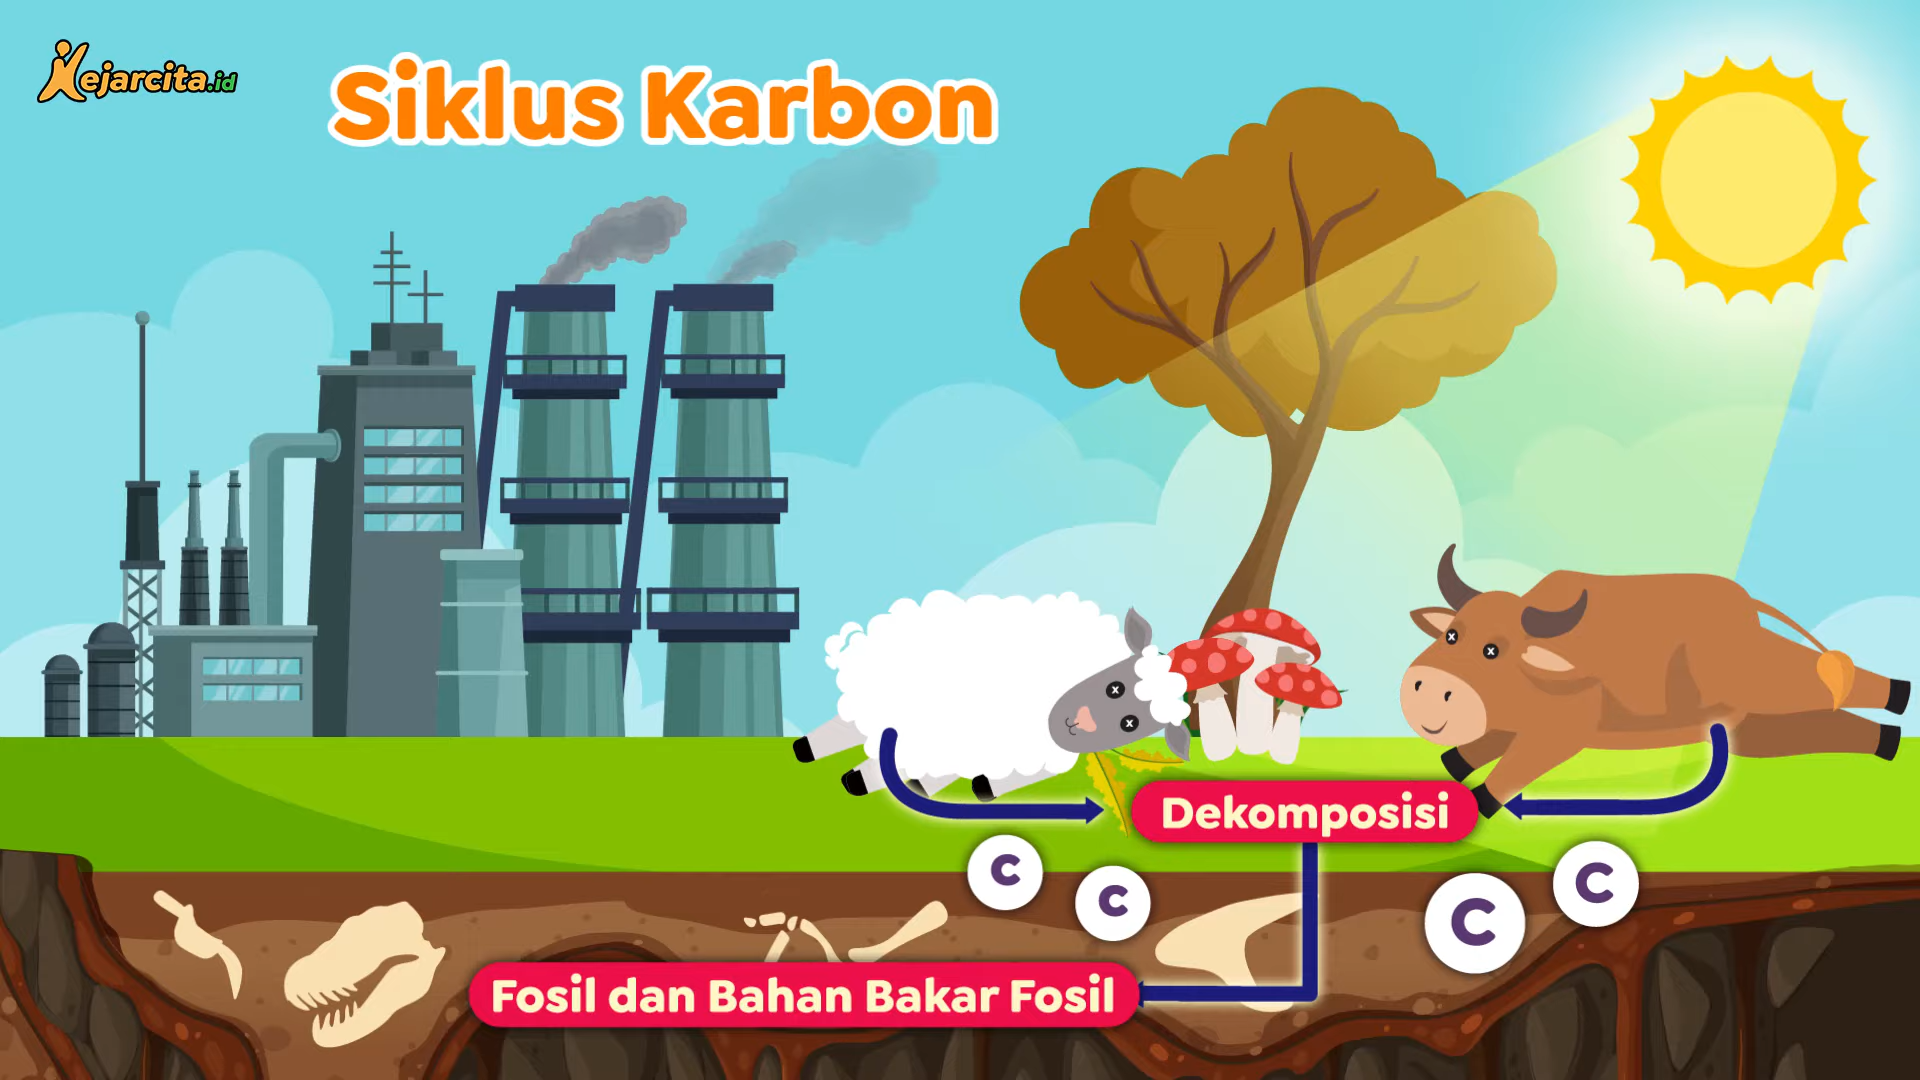 Kejarcita.id
Siklus Karbon
x
x
x
x
Dekomposisi
C
C
C
C
Fosil dan Bahan Bakar Fosil